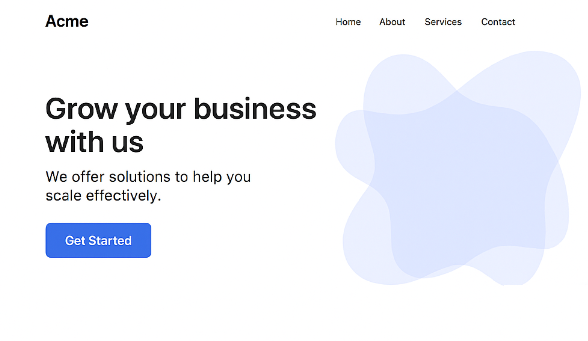 Acme
Home About Services Contact
Grow your business
with us
We offer solutions to help you
scale effectively.
Get Started